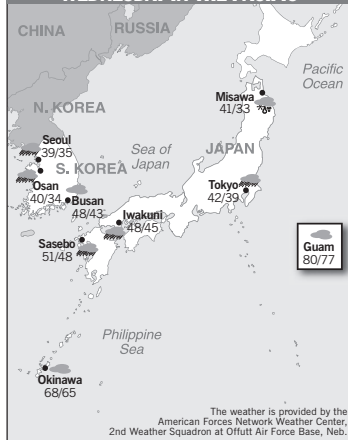 CHINA
RUSSIA
Pacific
Ocean
Misawa
41/33
N. KOREA
Seoul
39/35
S. KOREA
Sea of
Japan
JAPAN
Osan
40/34
Busan
48/43
Tokyo
42/39
Iwakuni
48/45
Sasebo
51/48
Guam
80/77
Philippine
Sea
Okinawa
68/65
The weather is provided by the
American Forces Network Weather Center,
2nd Weather Squadron at Offutt Air Force Base, Neb.